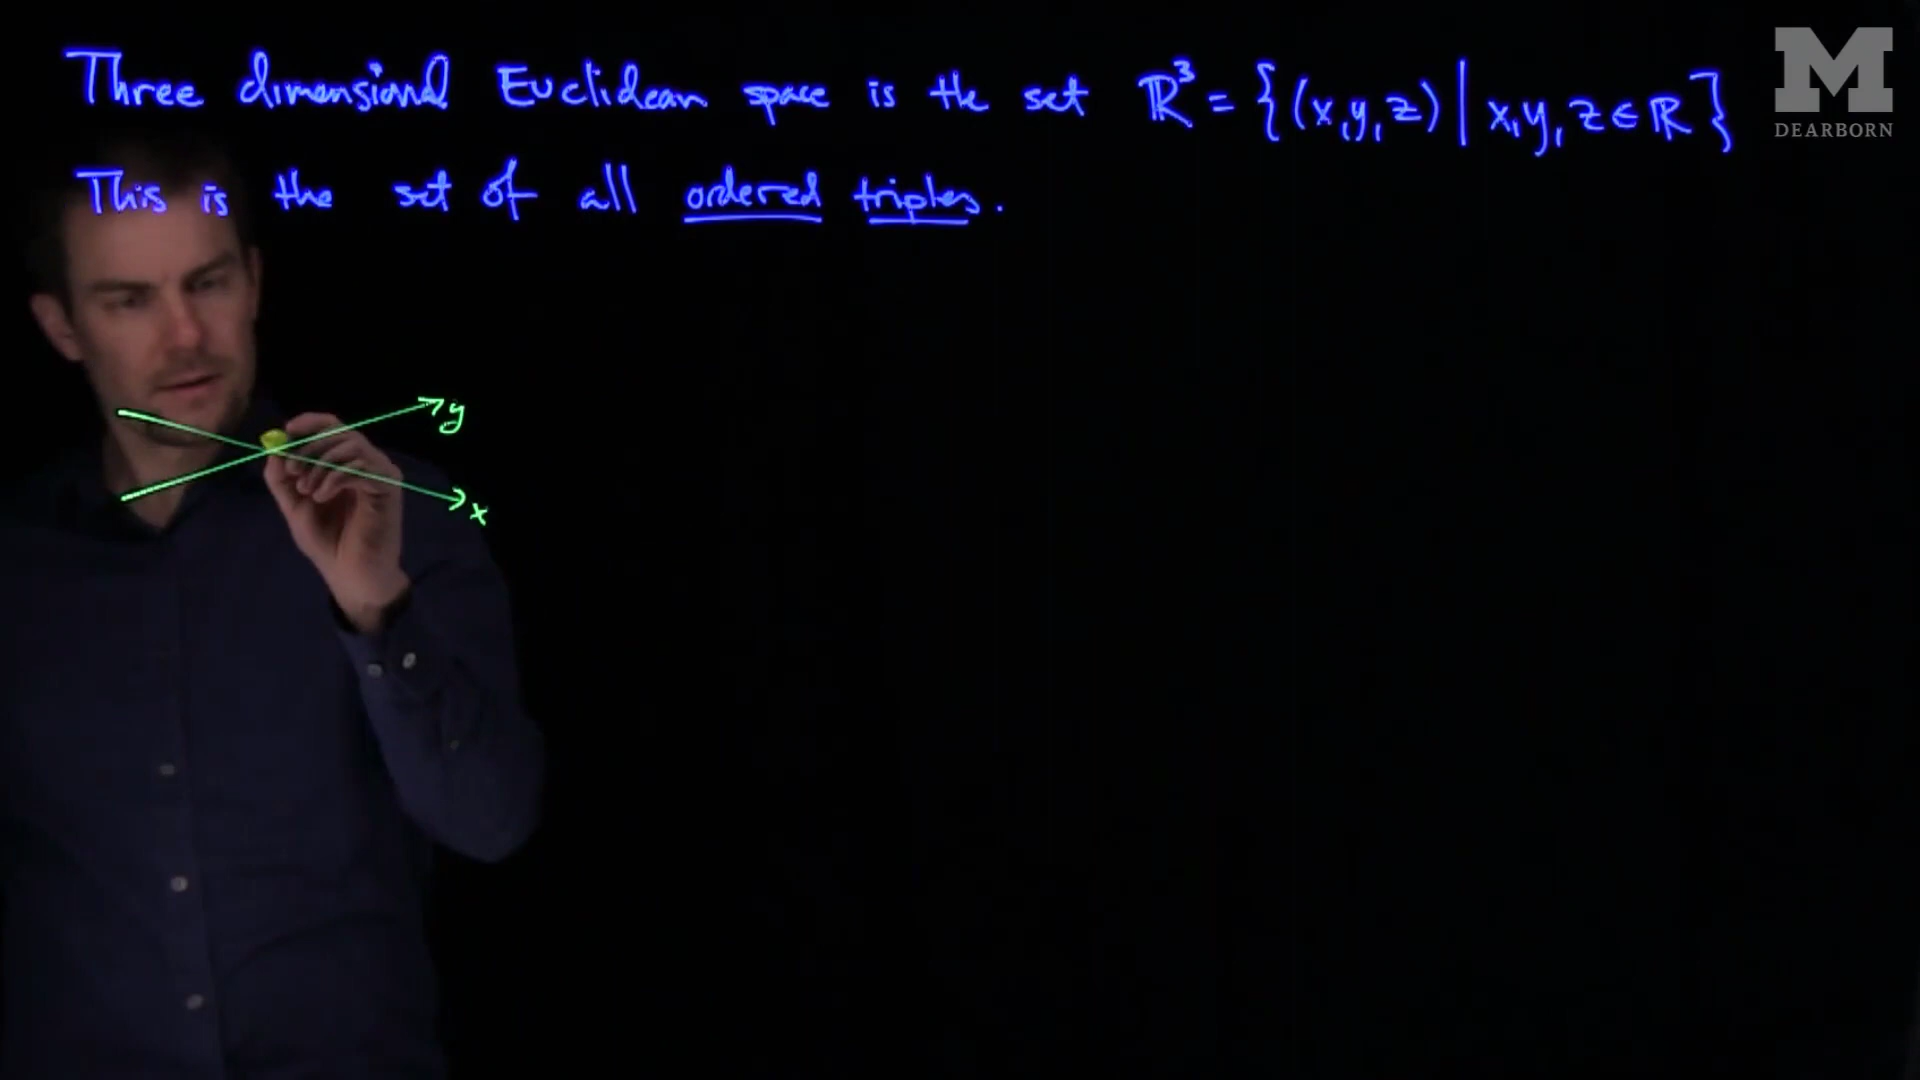 Three dimensional Euclidean space is the set ℝ³ = {(x,y,z) | x,y,z ∈ ℝ}
M
DEARBORN
This is the set of all ordered triples.
y
x